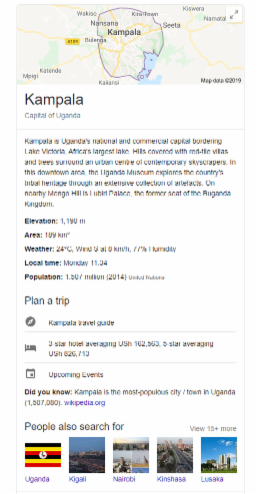 Wakiso
Kira Town
Kiswera
Nansana
Seeta
Namatal
Kampala
A109
Bulenga
Katende
Mpigi
Kajjansi
Map data ©2019
Kampala
Capital of Uganda
Kampala is Uganda's national and commercial capital bordering
Lake Victoria, Africa's largest lake. Hills covered with red-tile villas
and trees surround an urban centre of contemporary skyscrapers. In
this downtown area, the Uganda Museum explores the country's
tribal heritage through an extensive collection of artefacts. On
nearby Mengo Hill is Lubiri Palace, the former seat of the Buganda
Kingdom.
Elevation: 1,190 m
Area: 189 km²
Weather: 24°C, Wind S at 8 km/h, 77% Humidity
Local time: Monday 11:34
Population: 1.507 million (2014) United Nations
Plan a trip
Kampala travel guide
3-star hotel averaging USh 162,563, 5-star averaging
USh 826,713
Upcoming Events
Did you know: Kampala is the most-populous city / town in Uganda
(1,507,080). wikipedia.org
People also search for
View 15+ more
Uganda
Kigali
Nairobi
Kinshasa
Lusaka